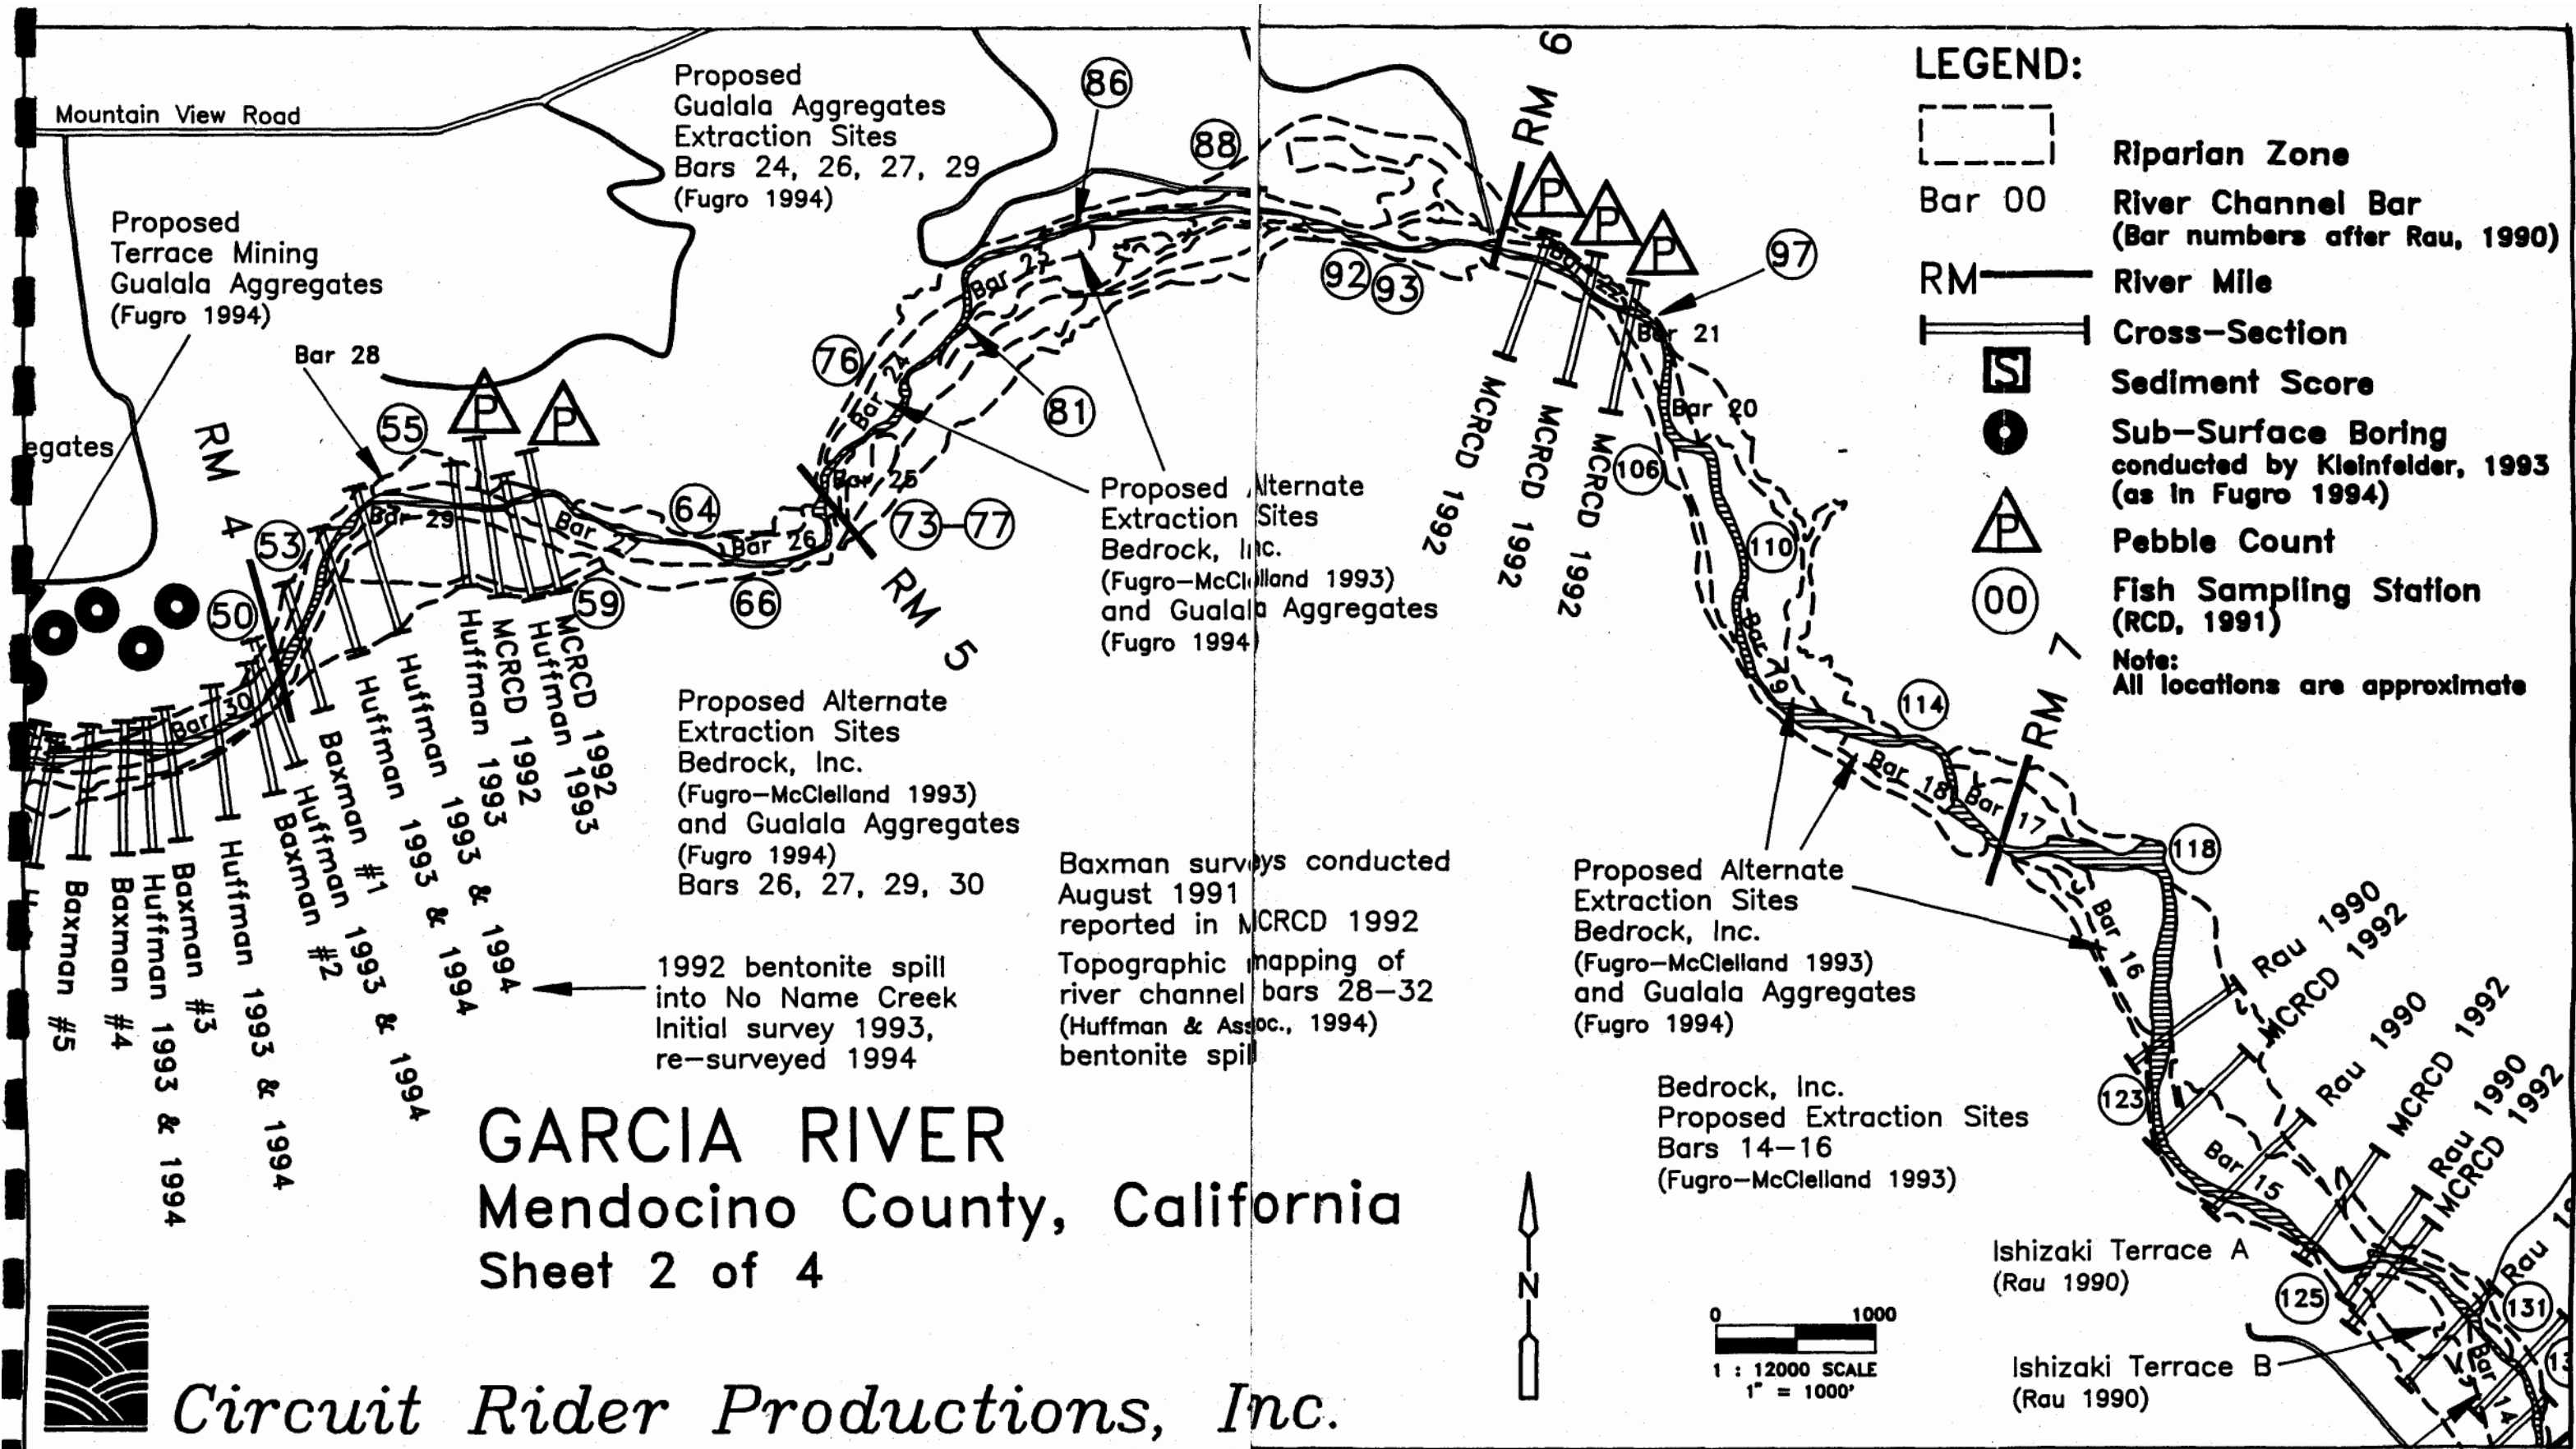 Mountain View Road
Proposed
Gualala Aggregates
Extraction Sites
Bars 24, 26, 27, 29
(Fugro 1994)
Proposed
Terrace Mining
Gualala Aggregates
(Fugro 1994)
egates
Bar 28
RM 4
RM 5
RM 6
RM 7
50
53
55
59
64
66
73-77
76
81
86
88
92
93
97
106
110
114
118
123
125
131
13
P
P
P
P
P
Bar 30
Bar 29
Bar 27
Bar 26
Bar 25
Bar 24
Bar 23
Bar 22
Bar 21
Bar 20
Bar 19
Bar 18
Bar 17
Bar 16
Bar 15
Bar 14
Baxman #5
Baxman #4
Huffman 1993 & 1994
Baxman #3
Huffman 1993 & 1994
Baxman #2
Huffman 1993 & 1994
Baxman #1
Huffman 1993 & 1994
Huffman 1993 & 1994
Huffman 1993
MCRCD 1992
Huffman 1993
MCRCD 1992
MCRCD 1992
MCRCD 1992
MCRCD 1992
Proposed Alternate
Extraction Sites
Bedrock, Inc.
(Fugro-McClelland 1993)
and Gualala Aggregates
(Fugro 1994)
Proposed Alternate
Extraction Sites
Bedrock, Inc.
(Fugro-McClelland 1993)
and Gualala Aggregates
(Fugro 1994)
Bars 26, 27, 29, 30
1992 bentonite spill
into No Name Creek
Initial survey 1993,
re-surveyed 1994
Baxman surveys conducted
August 1991
reported in MCRCD 1992
Topographic mapping of
river channel bars 28-32
(Huffman & Assoc., 1994)
bentonite spill
Proposed Alternate
Extraction Sites
Bedrock, Inc.
(Fugro-McClelland 1993)
and Gualala Aggregates
(Fugro 1994)
Bedrock, Inc.
Proposed Extraction Sites
Bars 14-16
(Fugro-McClelland 1993)
Rau 1990
MCRCD 1992
Rau 1990
MCRCD 1992
Rau 1990
MCRCD 1992
Rau 19
Ishizaki Terrace A
(Rau 1990)
Ishizaki Terrace B
(Rau 1990)
LEGEND:
Riparian Zone
Bar 00 River Channel Bar
(Bar numbers after Rau, 1990)
RM River Mile
Cross-Section
S Sediment Score
Sub-Surface Boring
conducted by Kleinfelder, 1993
(as in Fugro 1994)
P Pebble Count
00 Fish Sampling Station
(RCD, 1991)
Note:
All locations are approximate
GARCIA RIVER
Mendocino County, California
Sheet 2 of 4
N
0 1000
1 : 12000 SCALE
1" = 1000'
Circuit Rider Productions, Inc.